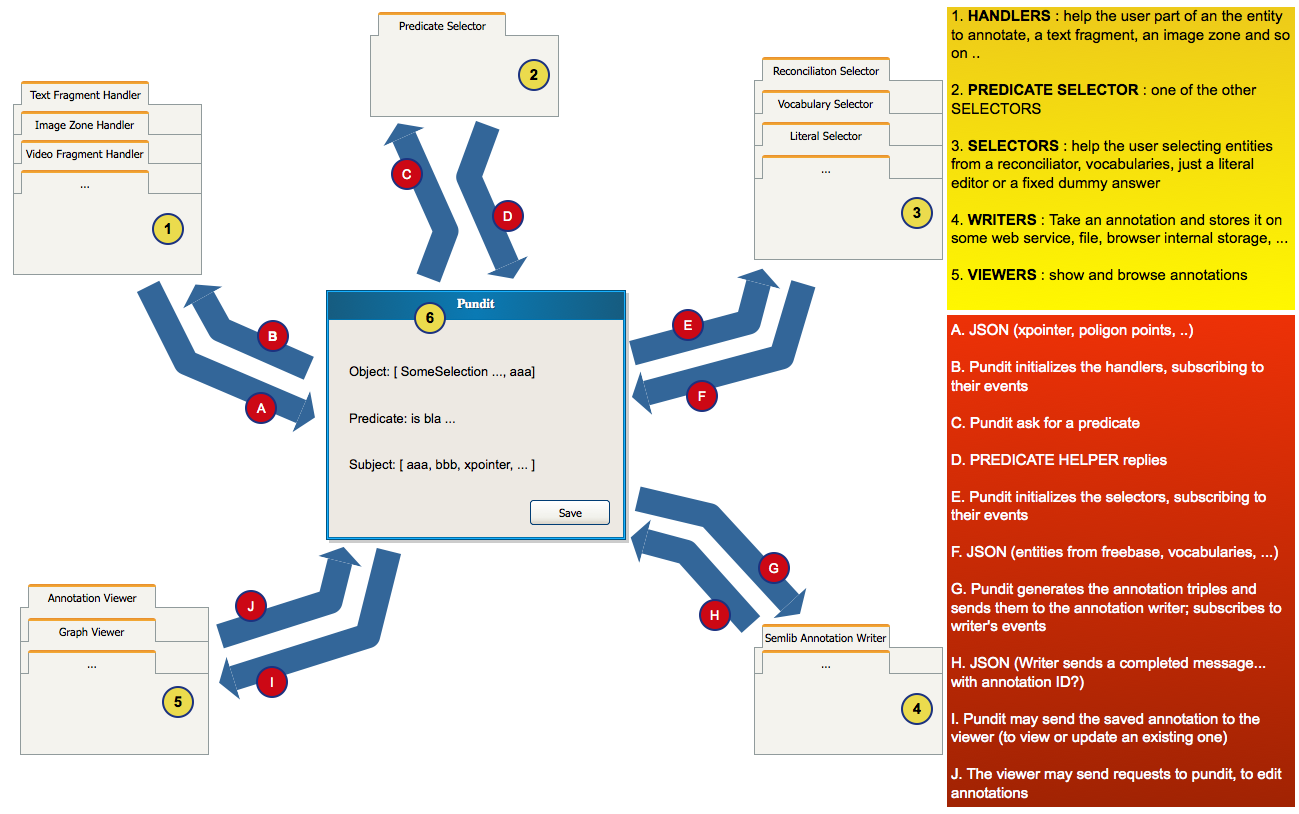 Predicate Selector
2
Text Fragment Handler
Image Zone Handler
Video Fragment Handler
...
1
Reconciliaton Selector
Vocabulary Selector
Literal Selector
...
3
C
D
B
A
E
F
Pundit
6
Object: [ SomeSelection ..., aaa]
Predicate: is bla ...
Subject: [ aaa, bbb, xpointer, ... ]
Save
G
H
J
I
Annotation Viewer
Graph Viewer
...
5
Semlib Annotation Writer
...
4
1. HANDLERS : help the user part of an the entity
to annotate, a text fragment, an image zone and so
on ..
2. PREDICATE SELECTOR : one of the other
SELECTORS
3. SELECTORS : help the user selecting entities
from a reconciliator, vocabularies, just a literal
editor or a fixed dummy answer
4. WRITERS : Take an annotation and stores it on
some web service, file, browser internal storage, ...
5. VIEWERS : show and browse annotations
A. JSON (xpointer, poligon points, ..)
B. Pundit initializes the handlers, subscribing to
their events
C. Pundit ask for a predicate
D. PREDICATE HELPER replies
E. Pundit initializes the selectors, subscribing to
their events
F. JSON (entities from freebase, vocabularies, ...)
G. Pundit generates the annotation triples and
sends them to the annotation writer; subscribes to
writer's events
H. JSON (Writer sends a completed message...
with annotation ID?)
I. Pundit may send the saved annotation to the
viewer (to view or update an existing one)
J. The viewer may send requests to pundit, to edit
annotations